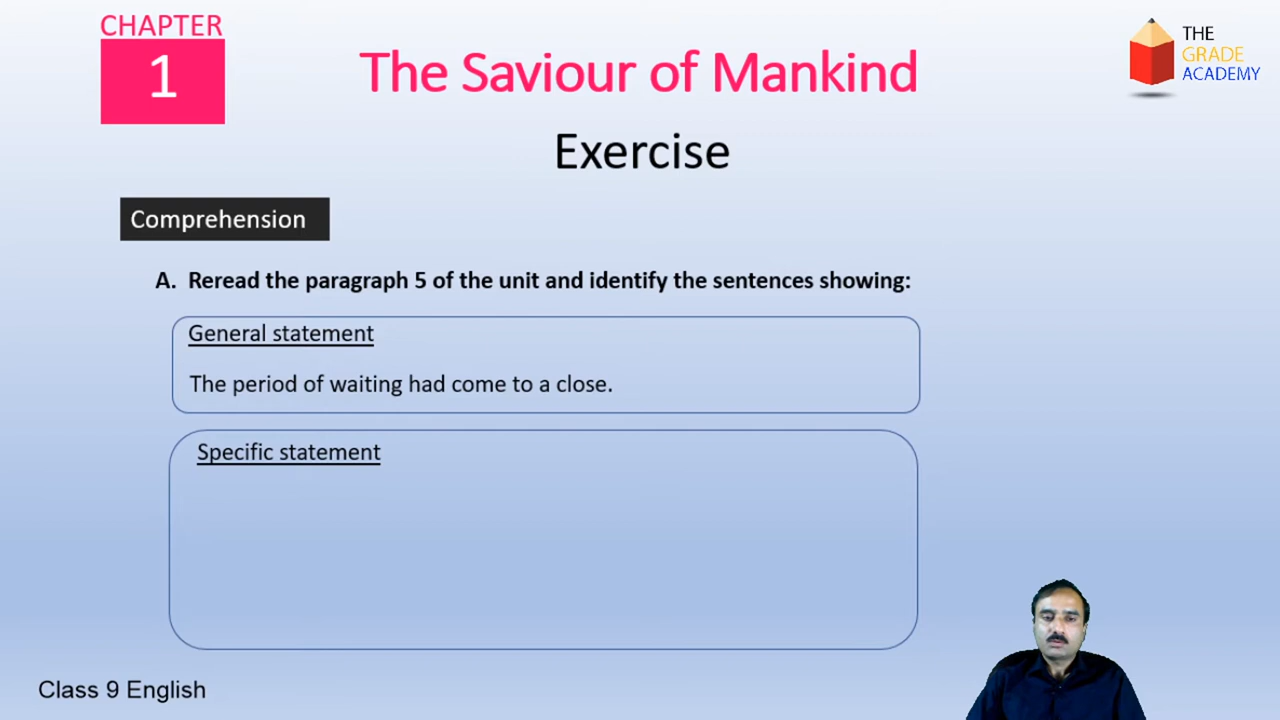 CHAPTER
1
The Saviour of Mankind
THE
GRADE
ACADEMY
Exercise
Comprehension
A. Reread the paragraph 5 of the unit and identify the sentences showing:
General statement
The period of waiting had come to a close.
Specific statement
Class 9 English